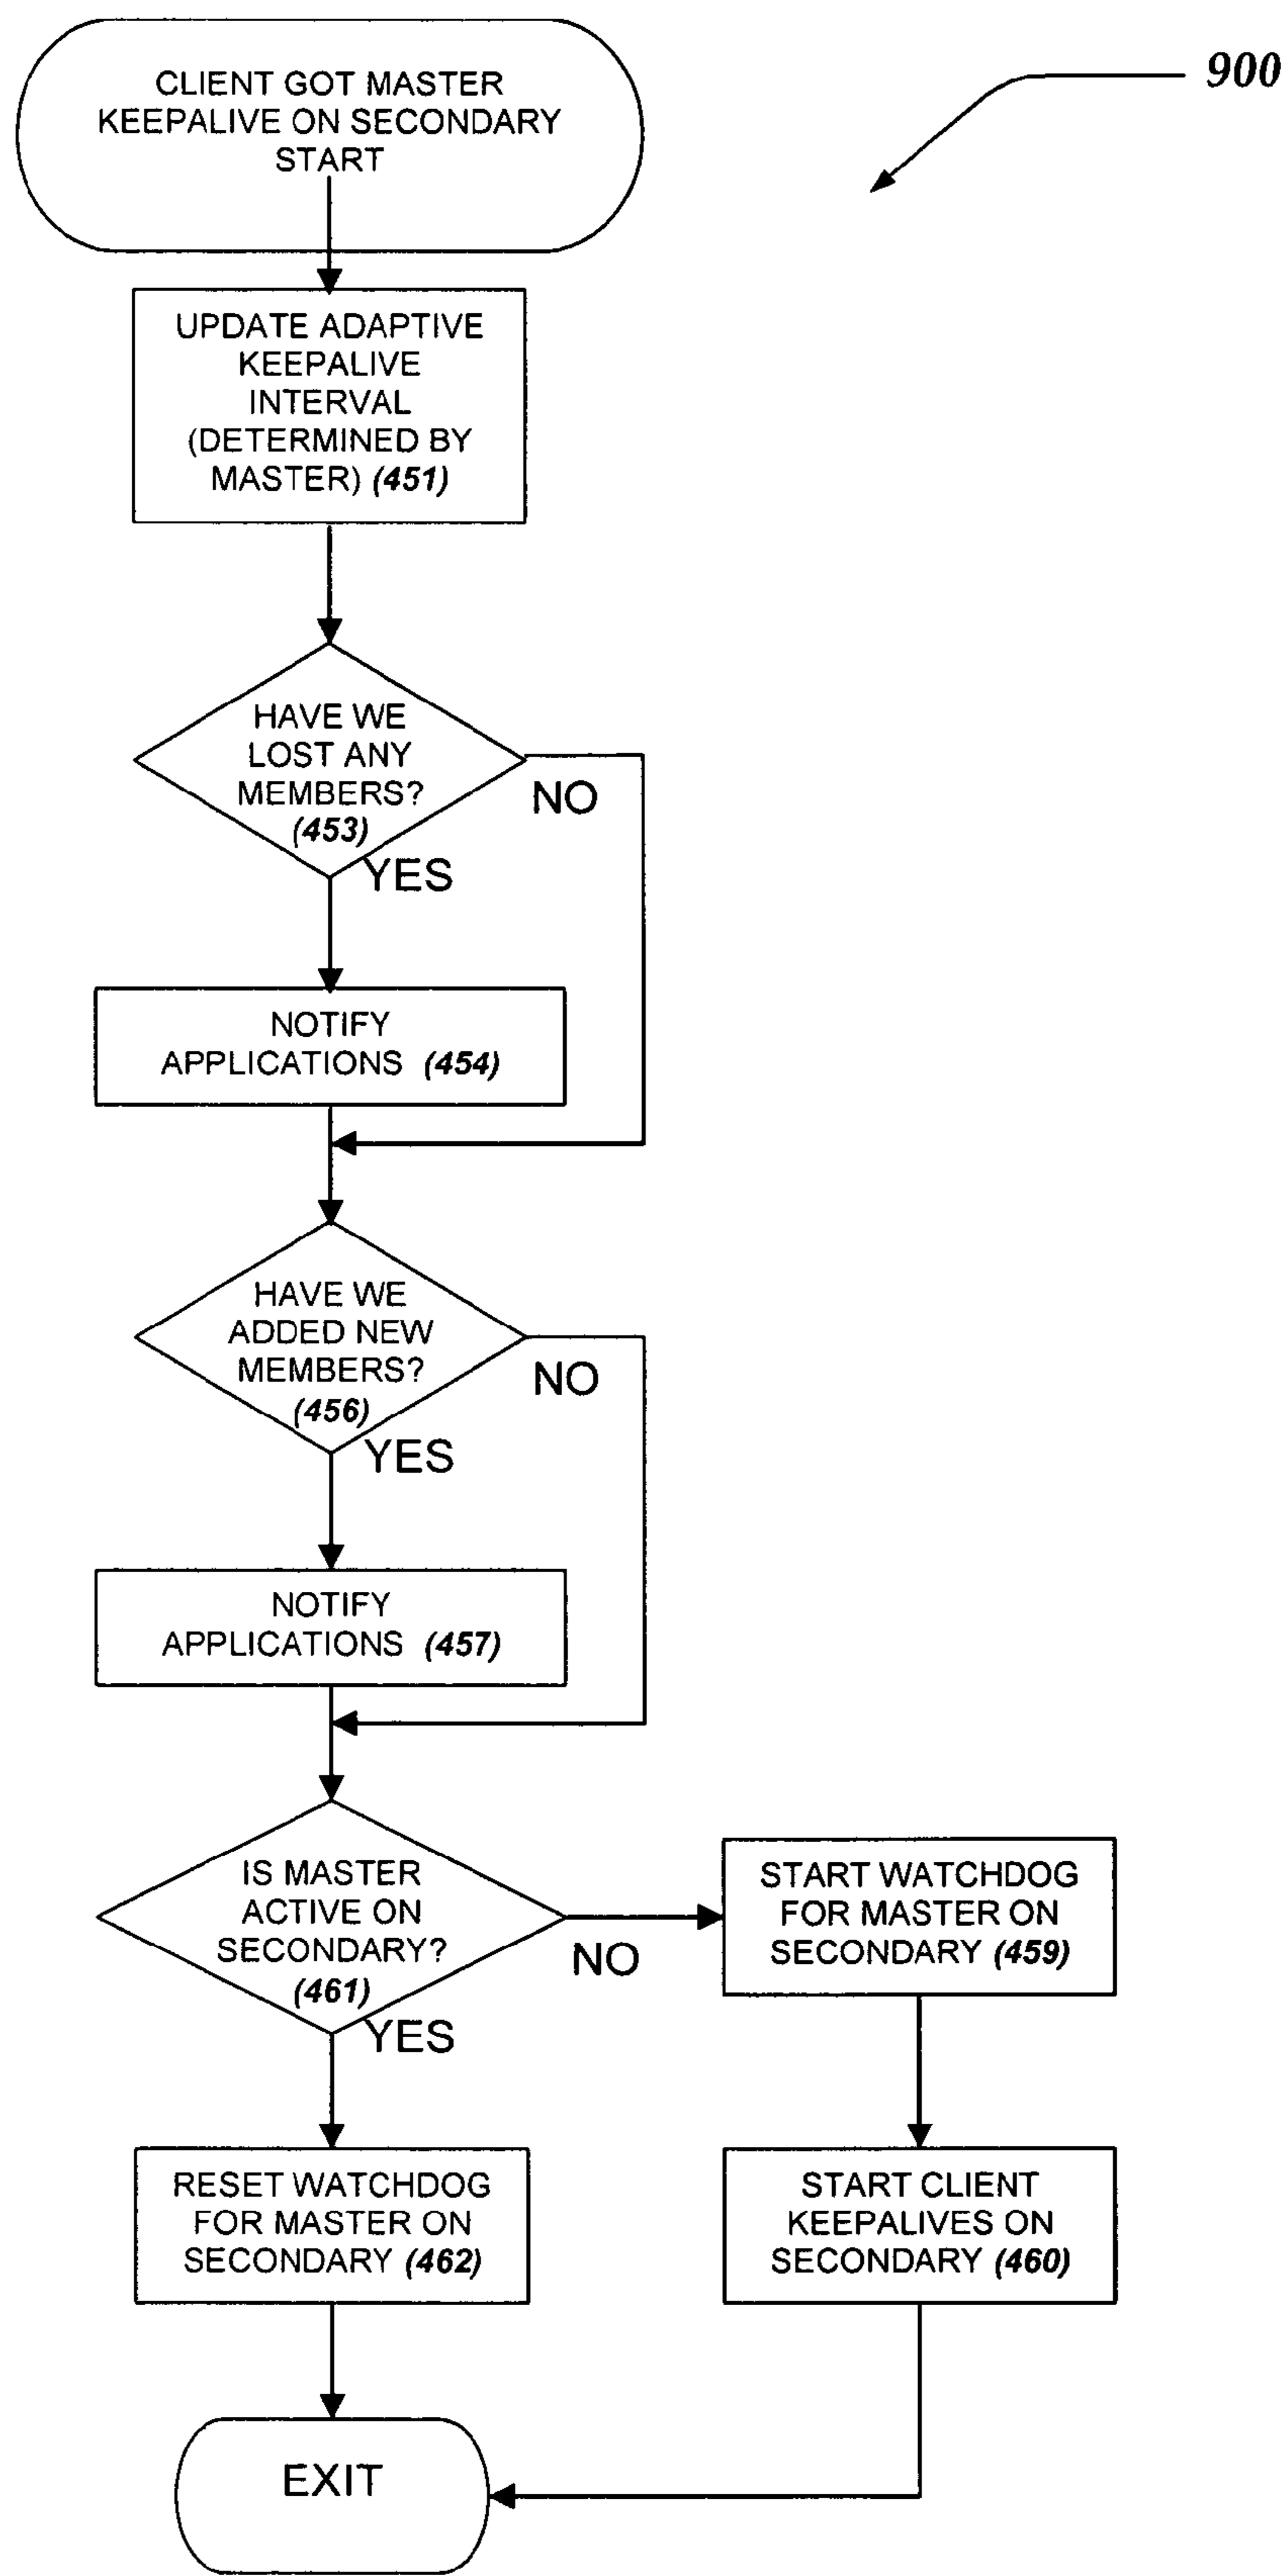 900
CLIENT GOT MASTER
KEEPALIVE ON SECONDARY
START
UPDATE ADAPTIVE
KEEPALIVE
INTERVAL
(DETERMINED BY
MASTER) (451)
HAVE WE
LOST ANY
MEMBERS?
(453)
NO
YES
NOTIFY
APPLICATIONS (454)
HAVE WE
ADDED NEW
MEMBERS?
(456)
NO
YES
NOTIFY
APPLICATIONS (457)
IS MASTER
ACTIVE ON
SECONDARY?
(461)
NO
YES
START WATCHDOG
FOR MASTER ON
SECONDARY (459)
RESET WATCHDOG
FOR MASTER ON
SECONDARY (462)
START CLIENT
KEEPALIVES ON
SECONDARY (460)
EXIT